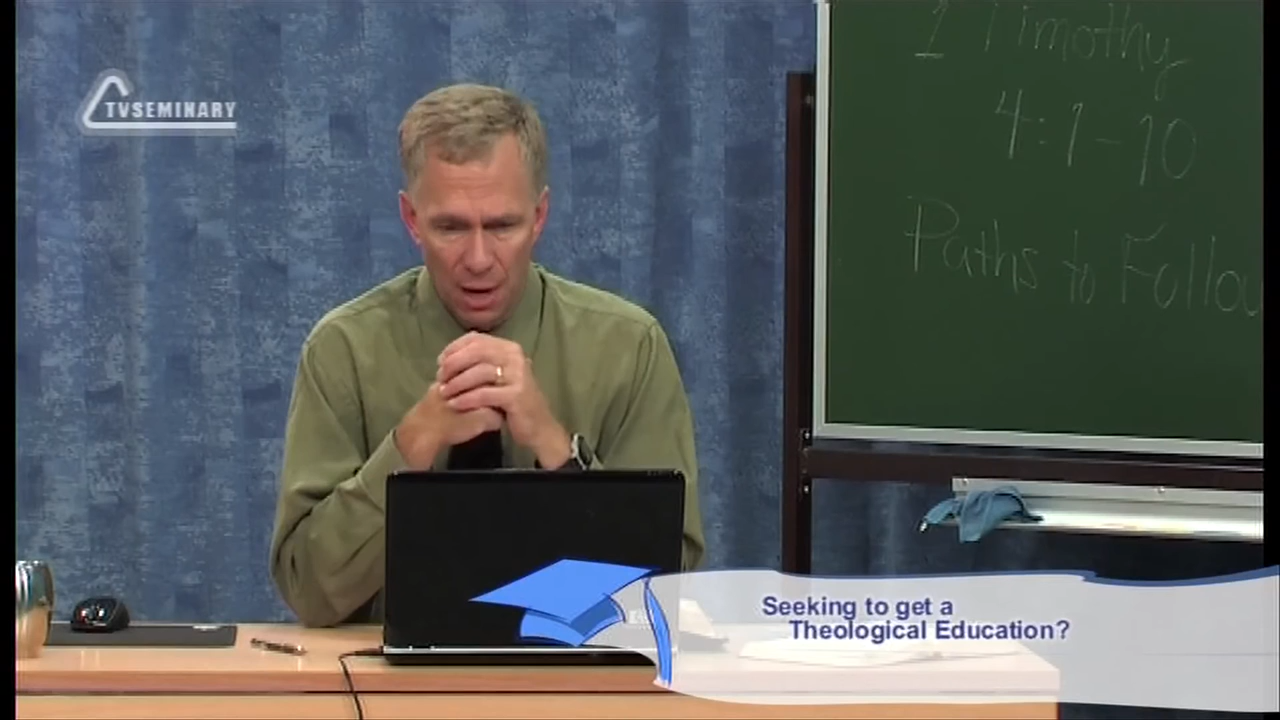 TVSEMINARY
1 Timothy
4:1-10
Paths to Follow
Seeking to get a
Theological Education?